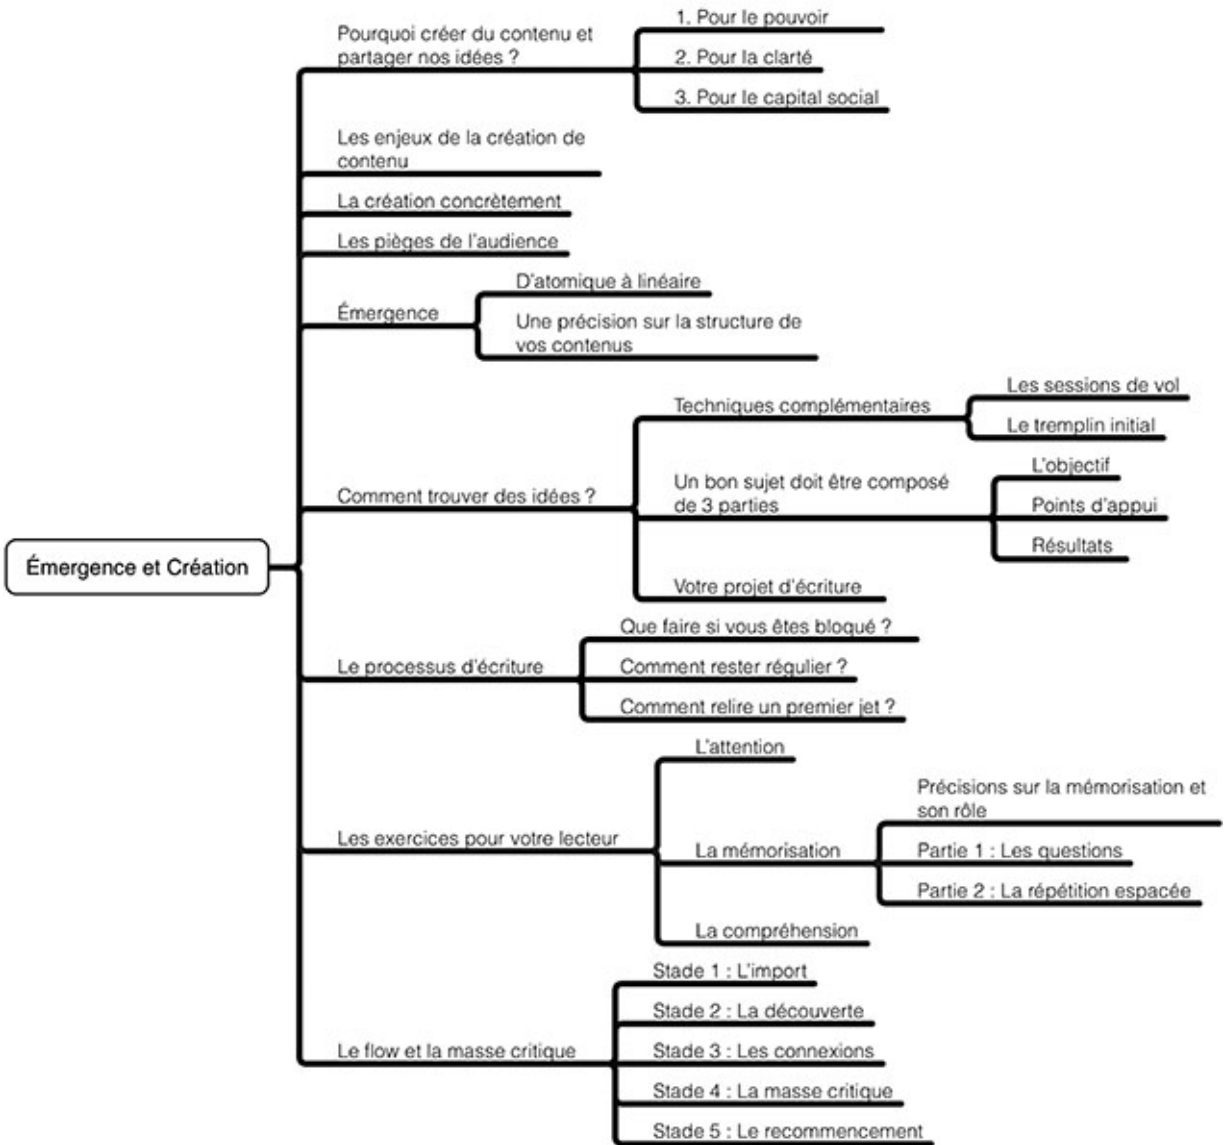 Pourquoi créer du contenu et
partager nos idées ?
1. Pour le pouvoir
2. Pour la clarté
3. Pour le capital social
Les enjeux de la création de
contenu
La création concrètement
Les pièges de l'audience
Émergence
D'atomique à linéaire
Une précision sur la structure de
vos contenus
Comment trouver des idées ?
Techniques complémentaires
Les sessions de vol
Le tremplin initial
Un bon sujet doit être composé
de 3 parties
L'objectif
Points d'appui
Résultats
Votre projet d'écriture
Émergence et Création
Le processus d'écriture
Que faire si vous êtes bloqué ?
Comment rester régulier ?
Comment relire un premier jet ?
Les exercices pour votre lecteur
L'attention
La mémorisation
Précisions sur la mémorisation et
son rôle
Partie 1 : Les questions
Partie 2 : La répétition espacée
La compréhension
Le flow et la masse critique
Stade 1 : L'import
Stade 2 : La découverte
Stade 3 : Les connexions
Stade 4 : La masse critique
Stade 5 : Le recommencement